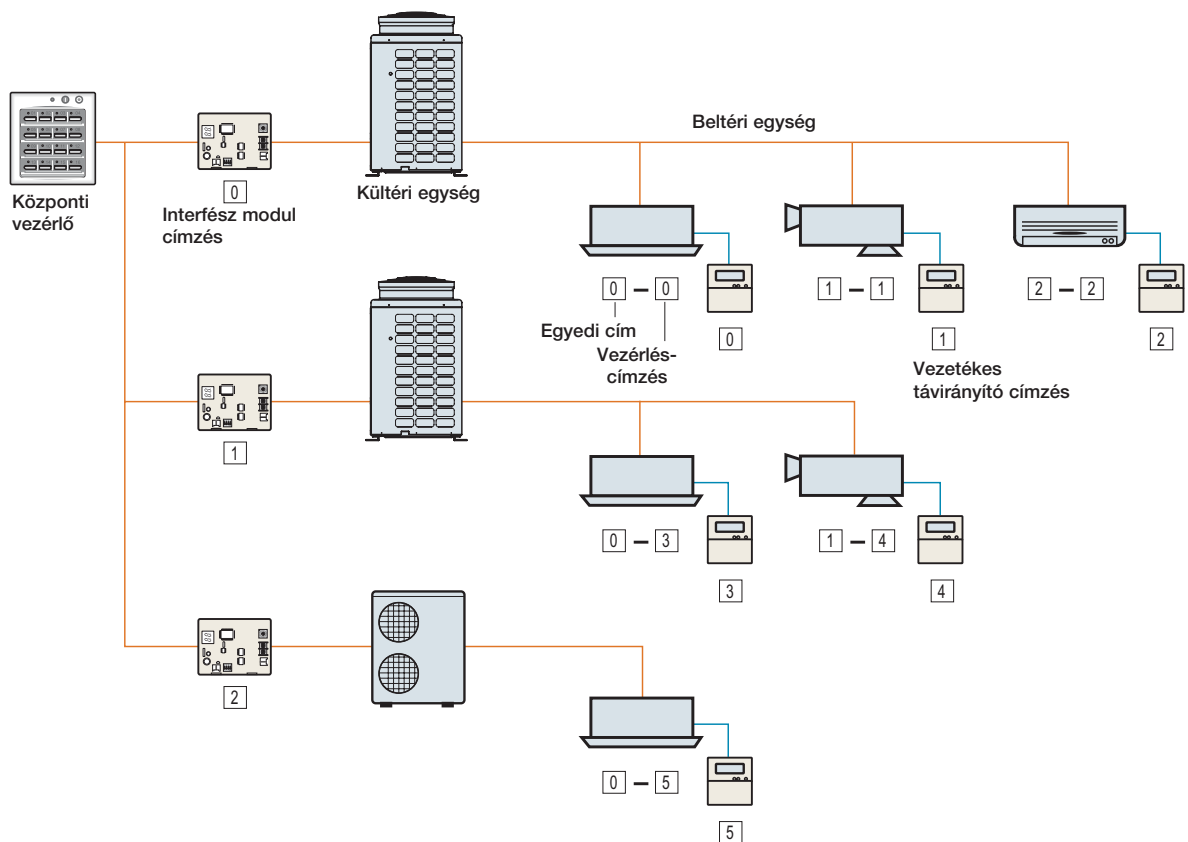 Beltéri egység
Központi
vezérlő
0
Interfész modul
címzés
Kültéri egység
0 – 0
1 – 1
2 – 2
Egyedi cím
Vezérlés-
címzés
0
1
2
Vezetékes
távirányító címzés
1
0 – 3
1 – 4
3
4
2
0 – 5
5